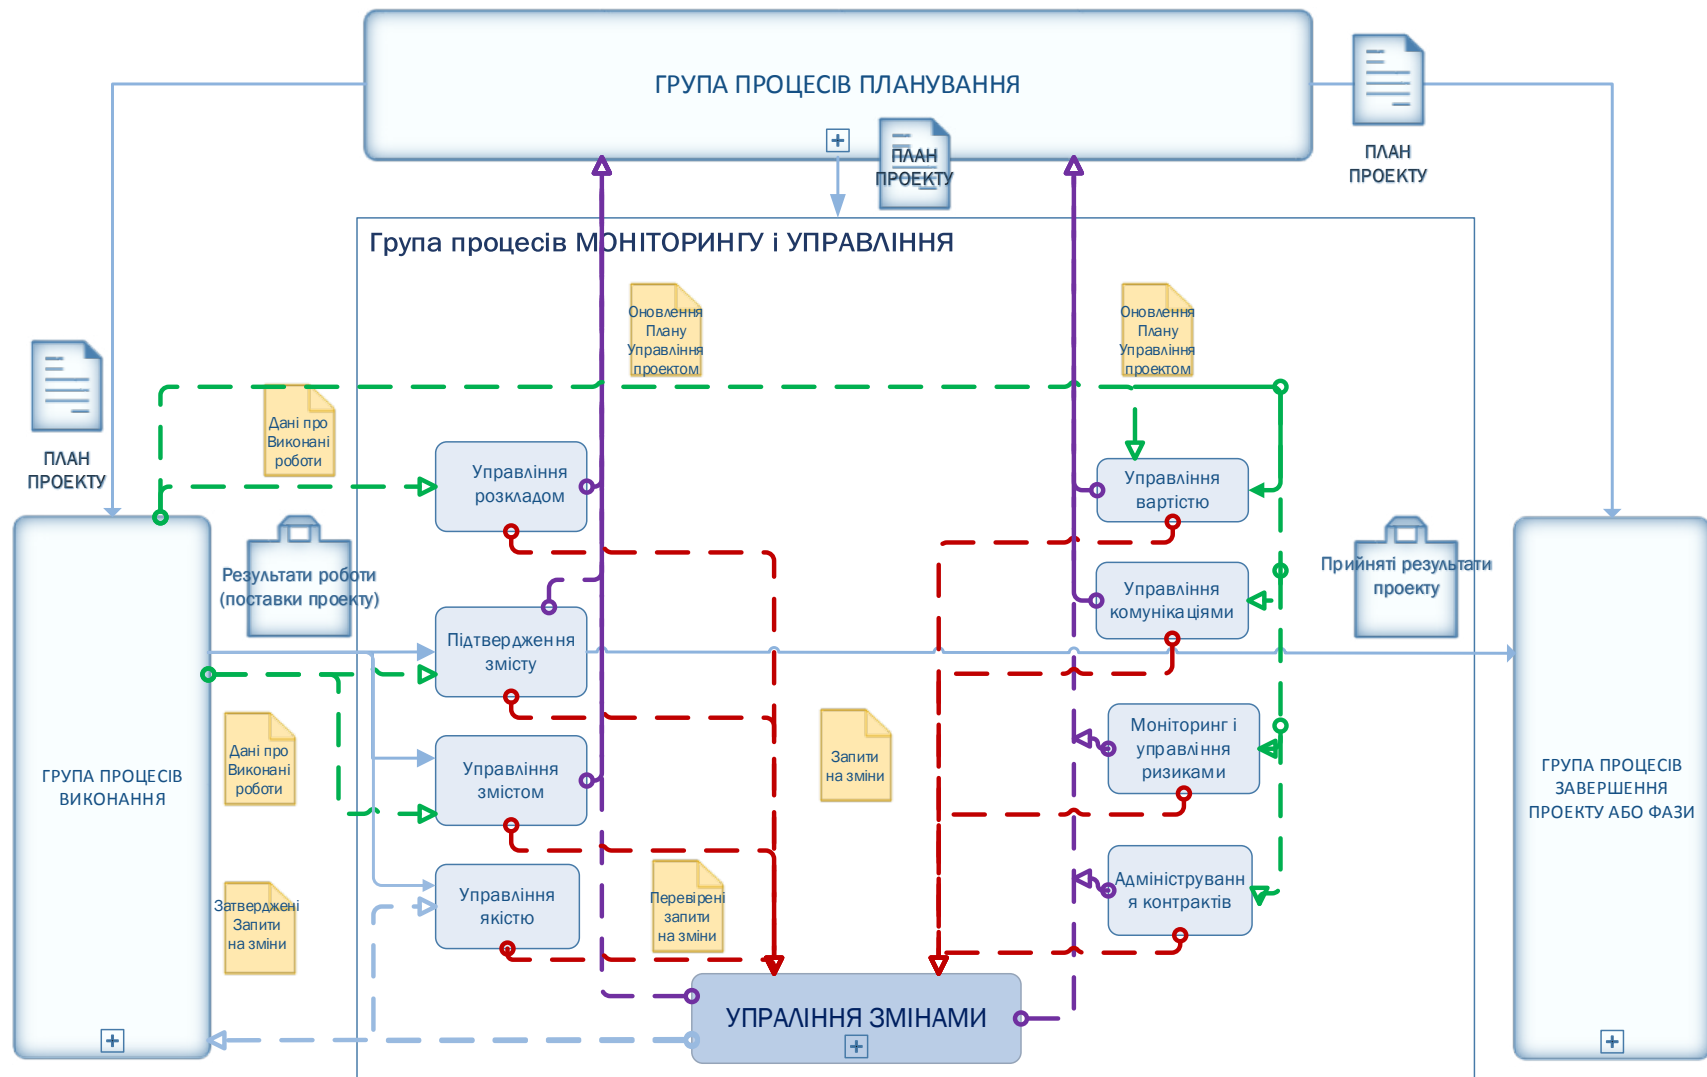 ГРУПА ПРОЦЕСІВ ПЛАНУВАННЯ
ПЛАН
ПРОЕКТУ
ПЛАН
ПРОЕКТУ
Група процесів МОНІТОРИНГУ і УПРАВЛІННЯ
Оновлення
Плану
Управління
проектом
Оновлення
Плану
Управління
проектом
ПЛАН
ПРОЕКТУ
Дані про
Виконані
роботи
Управління
розкладом
Управління
вартістю
Результати роботи
(поставки проекту)
Управління
комунікаціями
Прийняті результати
проекту
Підтвердження
змісту
Дані про
Виконані
роботи
Управління
змістом
Запити
на зміни
Моніторинг і
управління
ризиками
ГРУПА ПРОЦЕСІВ
ВИКОНАННЯ
ГРУПА ПРОЦЕСІВ
ЗАВЕРШЕННЯ
ПРОЕКТУ АБО ФАЗИ
Затверджені
Запити
на зміни
Управління
якістю
Перевірені
запити
на зміни
Адмініструванн
я контрактів
УПРАЛІННЯ ЗМІНАМИ